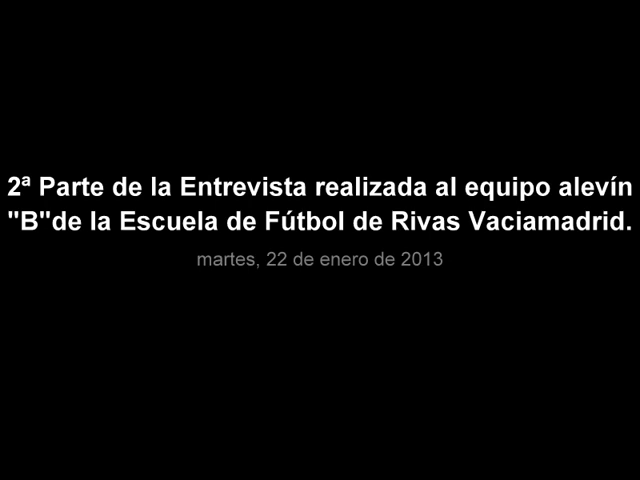 2ª Parte de la Entrevista realizada al equipo alevín
"B"de la Escuela de Fútbol de Rivas Vaciamadrid.
martes, 22 de enero de 2013